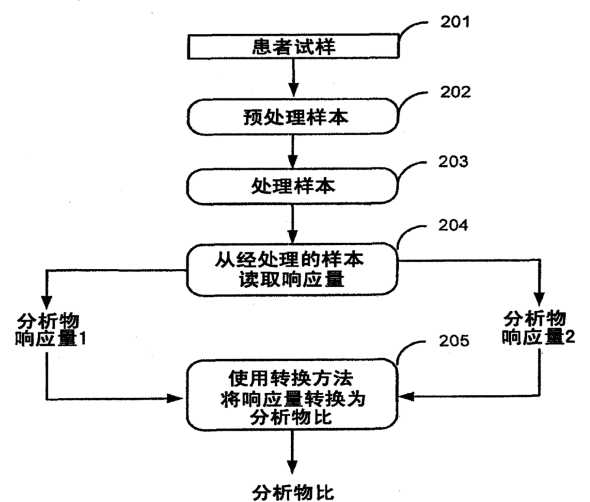 201
患者试样
202
预处理样本
203
处理样本
204
从经处理的样本
读取响应量
分析物
响应量1
分析物
响应量2
205
使用转换方法
将响应量转换为
分析物比
分析物比